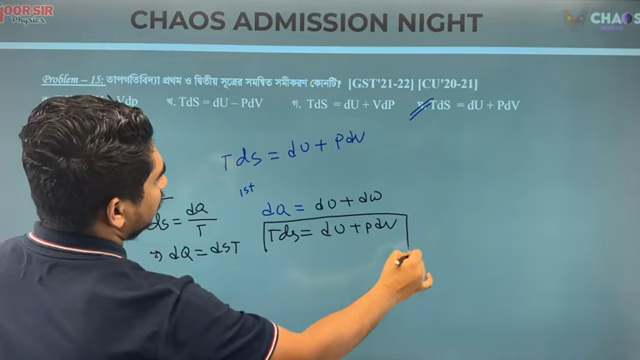 NOOR SIR
Physics
CHAOS ADMISSION NIGHT
CHAOS
Problem – 15: তাপগতিবিদ্যা প্রথম ও দ্বিতীয় সূত্রের সমন্বিত সমীকরণ কোনটি? [GST'21-22] [CU'20-21]
Vdp খ. TdS = dU – PdV গ. TdS = dU + VdP TdS = dU + PdV
Tds = dU + PdV
1st
dQ = dU + dW
ds = dQ/T
Tds = dU + PdV
⇒ dQ = dST